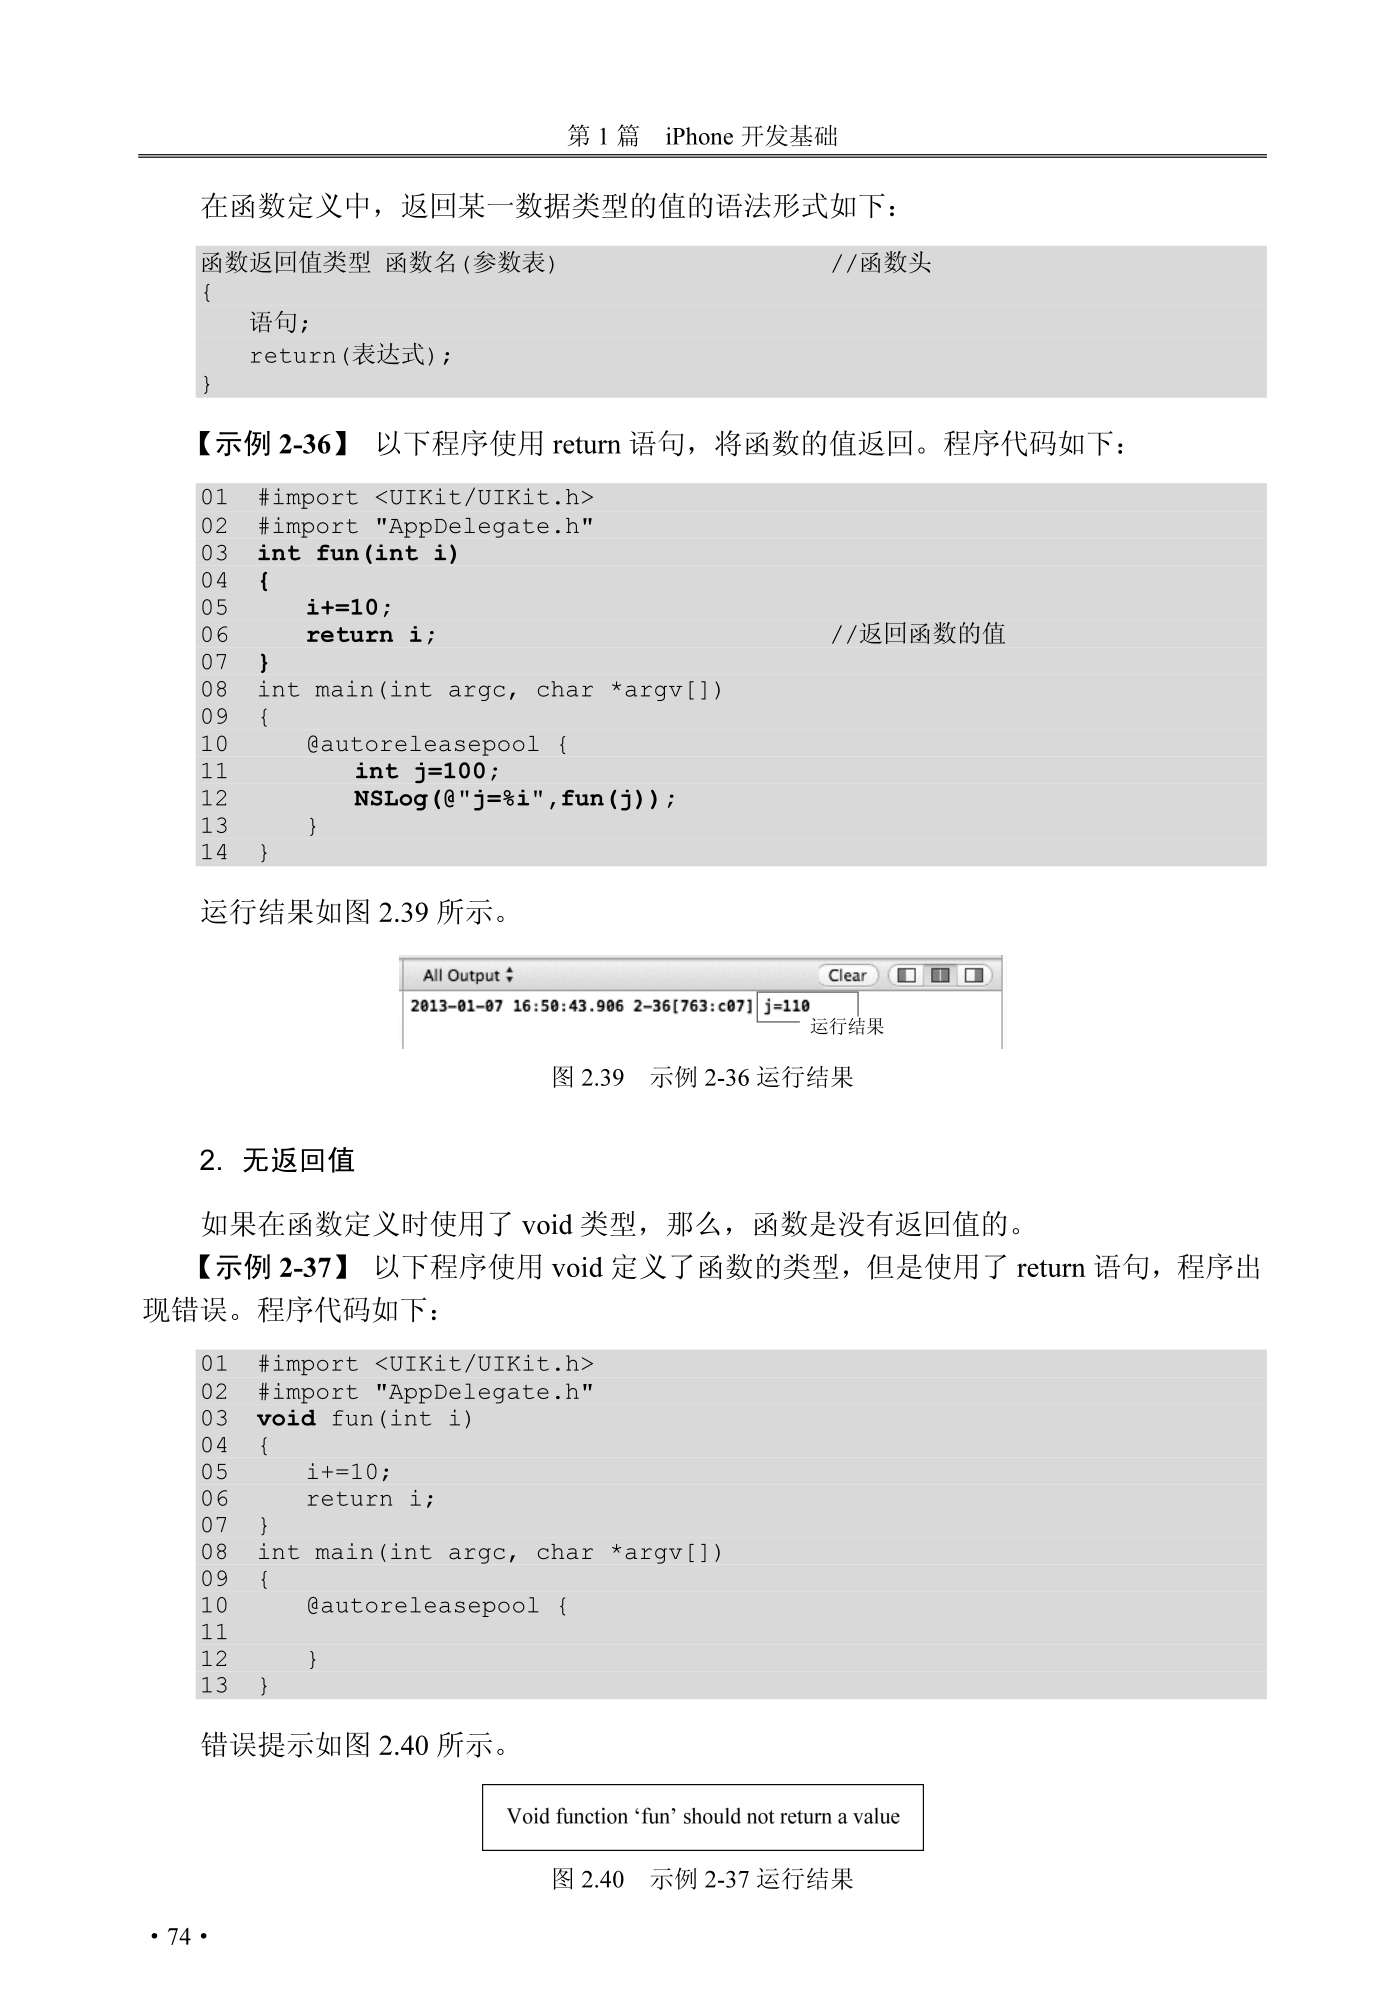 第 1 篇　iPhone 开发基础
在函数定义中，返回某一数据类型的值的语法形式如下：
函数返回值类型 函数名(参数表)　　//函数头
{
    语句;
    return(表达式);
}
【示例 2-36】 以下程序使用 return 语句，将函数的值返回。程序代码如下：
01  #import <UIKit/UIKit.h>
02  #import "AppDelegate.h"
03  int fun(int i)
04  {
05      i+=10;
06      return i;　　//返回函数的值
07  }
08  int main(int argc, char *argv[])
09  {
10      @autoreleasepool {
11          int j=100;
12          NSLog(@"j=%i",fun(j));
13      }
14  }
运行结果如图 2.39 所示。
All Output　Clear
2013-01-07 16:50:43.906 2-36[763:c07] j=110
运行结果
图 2.39　示例 2-36 运行结果
2．无返回值
如果在函数定义时使用了 void 类型，那么，函数是没有返回值的。
【示例 2-37】 以下程序使用 void 定义了函数的类型，但是使用了 return 语句，程序出
现错误。程序代码如下：
01  #import <UIKit/UIKit.h>
02  #import "AppDelegate.h"
03  void fun(int i)
04  {
05      i+=10;
06      return i;
07  }
08  int main(int argc, char *argv[])
09  {
10      @autoreleasepool {
11
12      }
13  }
错误提示如图 2.40 所示。
Void function ‘fun’ should not return a value
图 2.40　示例 2-37 运行结果
·74·